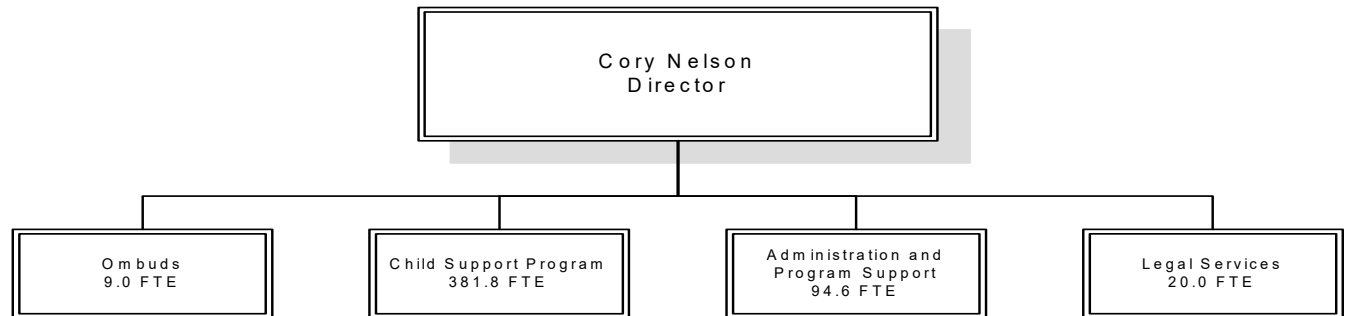 Cory Nelson
Director
Ombuds
9.0 FTE
Child Support Program
381.8 FTE
Administration and
Program Support
94.6 FTE
Legal Services
20.0 FTE